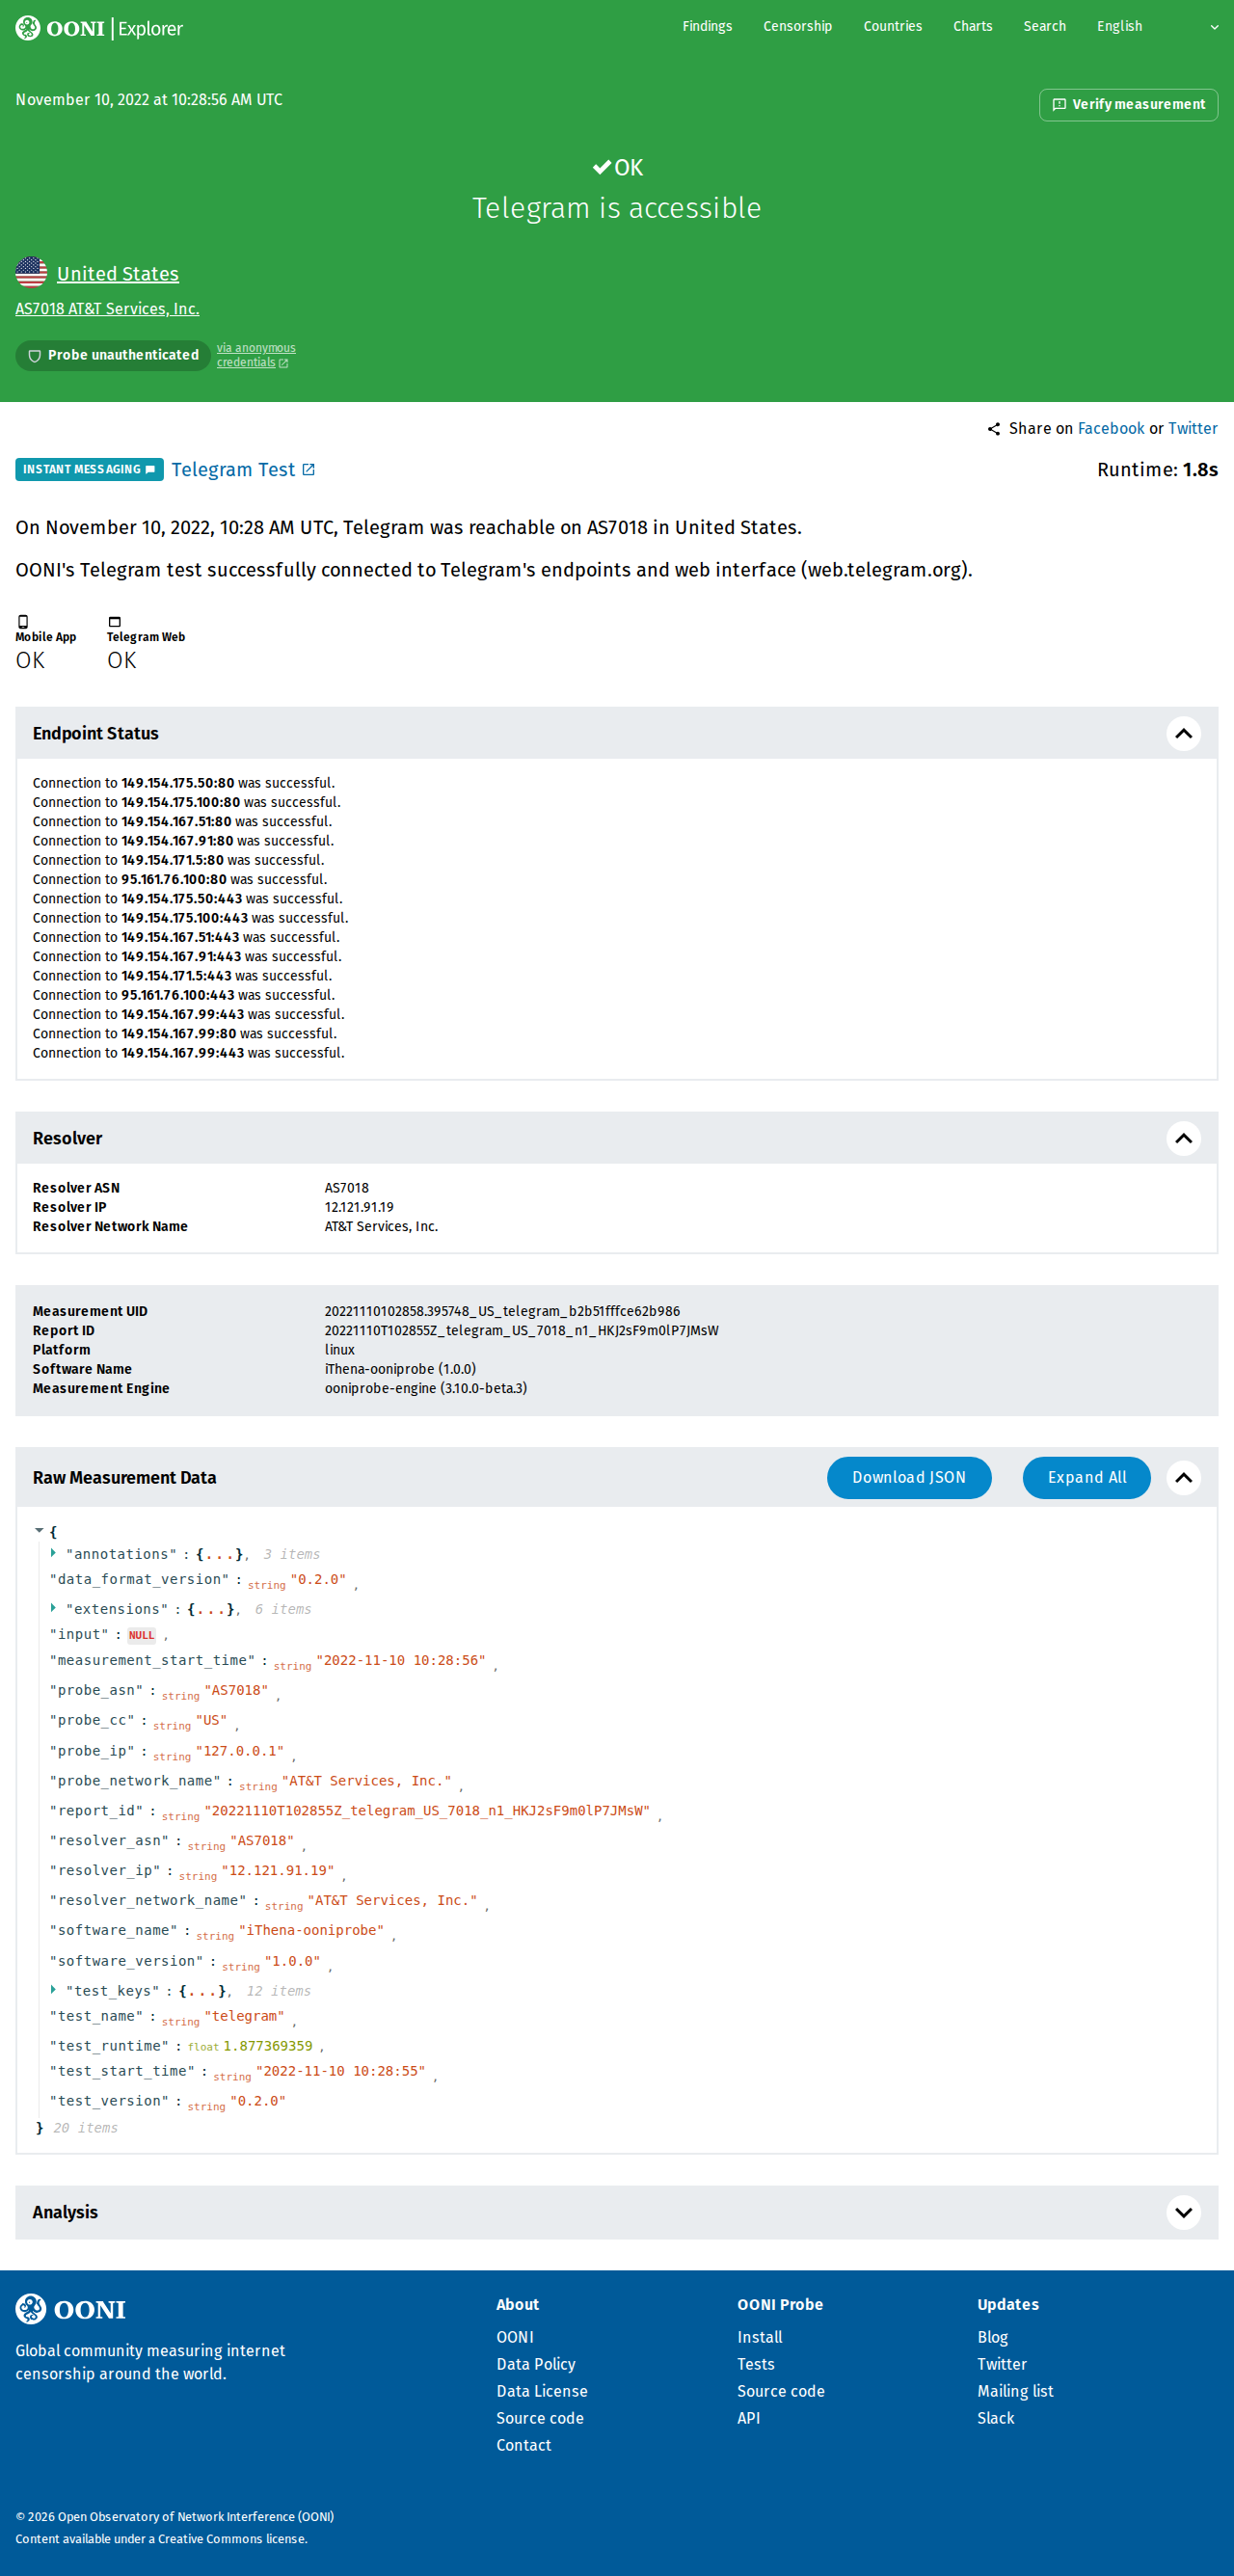 OONI Explorer
Findings Censorship Countries Charts Search English
November 10, 2022 at 10:28:56 AM UTC
Verify measurement
OK
Telegram is accessible
United States
AS7018 AT&T Services, Inc.
Probe unauthenticated
via anonymous
credentials
Share on Facebook or Twitter
INSTANT MESSAGING Telegram Test
Runtime: 1.8s
On November 10, 2022, 10:28 AM UTC, Telegram was reachable on AS7018 in United States.
OONI's Telegram test successfully connected to Telegram's endpoints and web interface (web.telegram.org).
Mobile App
OK
Telegram Web
OK
Endpoint Status
Connection to 149.154.175.50:80 was successful.
Connection to 149.154.175.100:80 was successful.
Connection to 149.154.167.51:80 was successful.
Connection to 149.154.167.91:80 was successful.
Connection to 149.154.171.5:80 was successful.
Connection to 95.161.76.100:80 was successful.
Connection to 149.154.175.50:443 was successful.
Connection to 149.154.175.100:443 was successful.
Connection to 149.154.167.51:443 was successful.
Connection to 149.154.167.91:443 was successful.
Connection to 149.154.171.5:443 was successful.
Connection to 95.161.76.100:443 was successful.
Connection to 149.154.167.99:443 was successful.
Connection to 149.154.167.99:80 was successful.
Connection to 149.154.167.99:443 was successful.
Resolver
Resolver ASN AS7018
Resolver IP 12.121.91.19
Resolver Network Name AT&T Services, Inc.
Measurement UID 20221110102858.395748_US_telegram_b2b51fffce62b986
Report ID 20221110T102855Z_telegram_US_7018_n1_HKJ2sF9m0lP7JMsW
Platform linux
Software Name iThena-ooniprobe (1.0.0)
Measurement Engine ooniprobe-engine (3.10.0-beta.3)
Raw Measurement Data Download JSON Expand All
{
"annotations" : {...}, 3 items
"data_format_version" : string "0.2.0" ,
"extensions" : {...}, 6 items
"input" : NULL ,
"measurement_start_time" : string "2022-11-10 10:28:56" ,
"probe_asn" : string "AS7018" ,
"probe_cc" : string "US" ,
"probe_ip" : string "127.0.0.1" ,
"probe_network_name" : string "AT&T Services, Inc." ,
"report_id" : string "20221110T102855Z_telegram_US_7018_n1_HKJ2sF9m0lP7JMsW" ,
"resolver_asn" : string "AS7018" ,
"resolver_ip" : string "12.121.91.19" ,
"resolver_network_name" : string "AT&T Services, Inc." ,
"software_name" : string "iThena-ooniprobe" ,
"software_version" : string "1.0.0" ,
"test_keys" : {...}, 12 items
"test_name" : string "telegram" ,
"test_runtime" : float 1.877369359 ,
"test_start_time" : string "2022-11-10 10:28:55" ,
"test_version" : string "0.2.0"
} 20 items
Analysis
OONI
Global community measuring internet
censorship around the world.
About
OONI
Data Policy
Data License
Source code
Contact
OONI Probe
Install
Tests
Source code
API
Updates
Blog
Twitter
Mailing list
Slack
© 2026 Open Observatory of Network Interference (OONI)
Content available under a Creative Commons license.